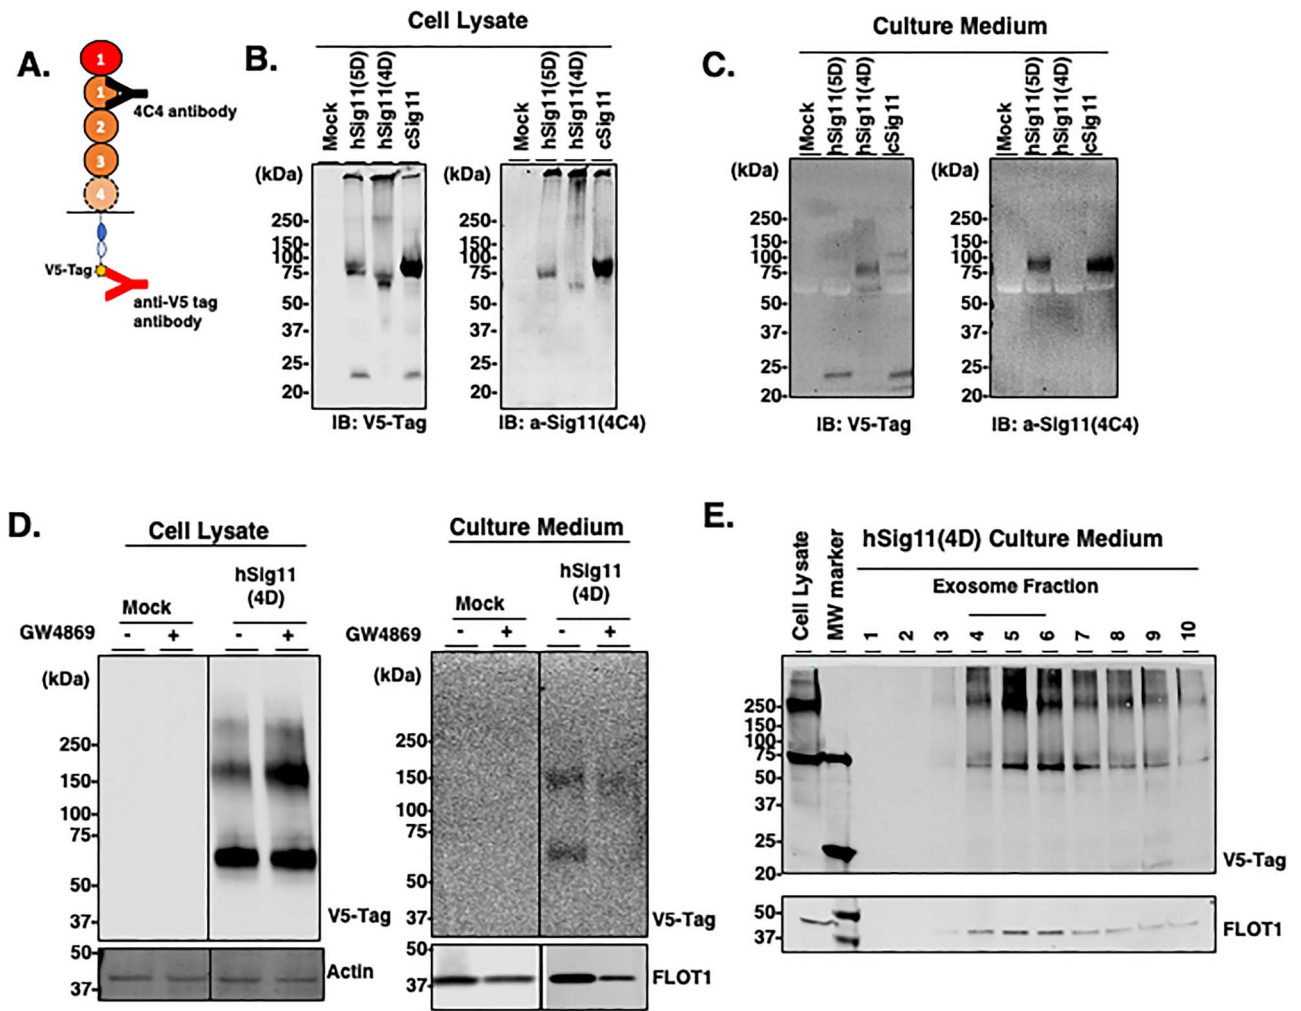 A.
1
1
2
3
4
4C4 antibody
V5-Tag
anti-V5 tag
antibody
B.
Cell Lysate
Mock
hSig11(5D)
hSig11(4D)
cSig11
Mock
hSig11(5D)
hSig11(4D)
cSig11
(kDa)
250-
150-
100-
75-
50-
37-
25-
20-
(kDa)
250-
150-
100-
75-
50-
37-
25-
20-
IB: V5-Tag
IB: a-Sig11(4C4)
C.
Culture Medium
Mock
hSig11(5D)
hSig11(4D)
cSig11
Mock
hSig11(5D)
hSig11(4D)
cSig11
(kDa)
250-
150-
100-
75-
50-
37-
25-
20-
(kDa)
250-
150-
100-
75-
50-
37-
25-
20-
IB: V5-Tag
IB: a-Sig11(4C4)
D.
Cell Lysate
Mock
hSig11
(4D)
GW4869
- + - +
(kDa)
250-
150-
100-
75-
50-
37-
V5-Tag
50-
37-
Actin
Culture Medium
Mock
hSig11
(4D)
GW4869
- + - +
(kDa)
250-
150-
100-
75-
50-
37-
V5-Tag
50-
37-
FLOT1
E.
Cell Lysate
MW marker
hSig11(4D) Culture Medium
Exosome Fraction
1 2 3 4 5 6 7 8 9 10
250-
150-
100-
75-
50-
37-
25-
20-
V5-Tag
50-
37-
FLOT1